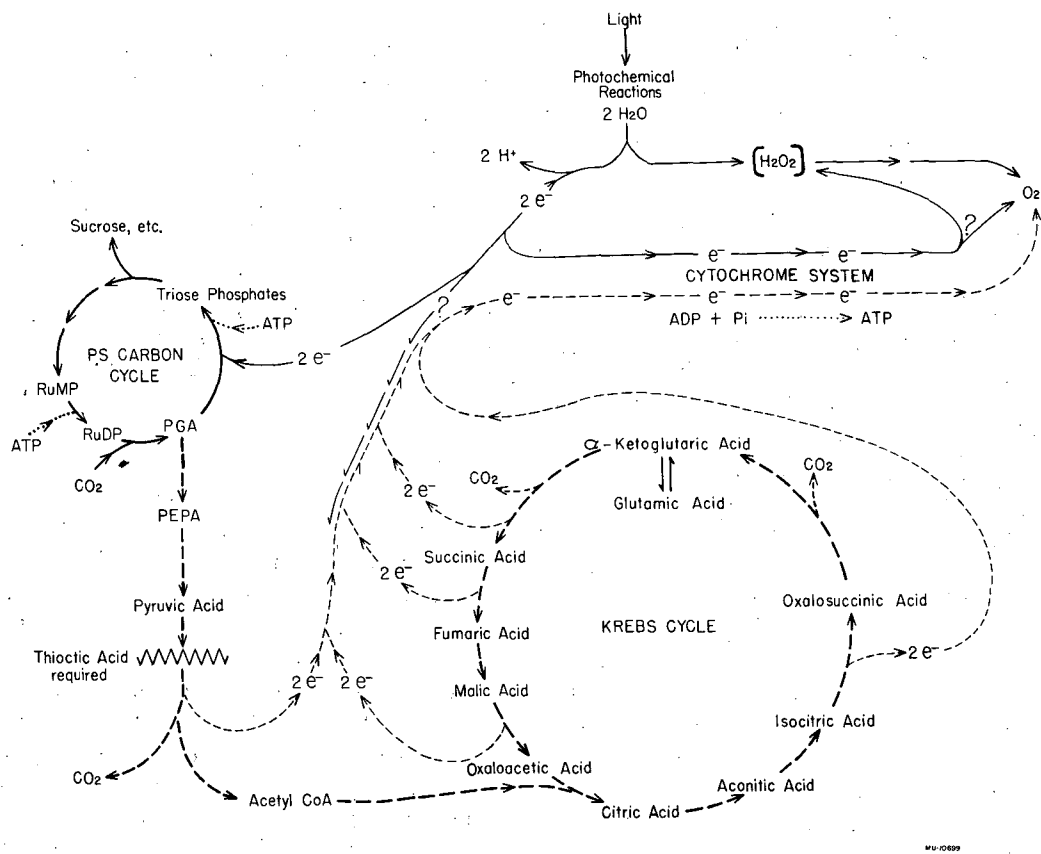 Light
Photochemical
Reactions
2 H2O
2 H+
[H2O2]
2 e-
O2
?
Sucrose, etc.
e- e-
CYTOCHROME SYSTEM
Triose Phosphates
? e- e- e-
ATP
ADP + Pi ATP
2 e-
P.S. CARBON
CYCLE
RuMP
ATP
RuDP
PGA
CO2
α-Ketoglutaric Acid
CO2
CO2
2 e-
Glutamic Acid
PEPA
Succinic Acid
2 e-
Pyruvic Acid
Oxalosuccinic Acid
Fumaric Acid
KREBS CYCLE
Thioctic Acid
required
2 e-
2 e- 2 e-
Malic Acid
Isocitric Acid
CO2
Oxaloacetic Acid
Aconitic Acid
Acetyl CoA
Citric Acid
MU-10699